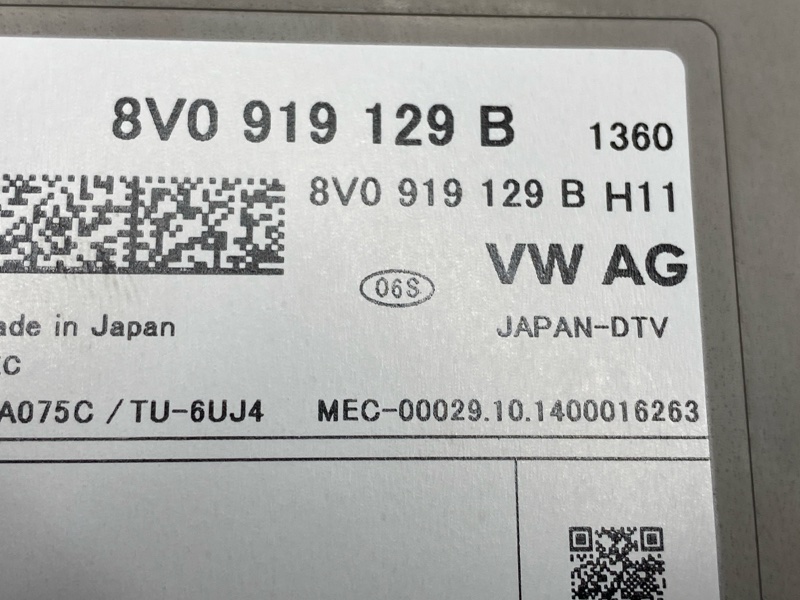 8V0 919 129 B 1360
8V0 919 129 B H11
VW AG
06S
ade in Japan
JAPAN-DTV
C
A075C / TU-6UJ4 MEC-00029.10.1400016263